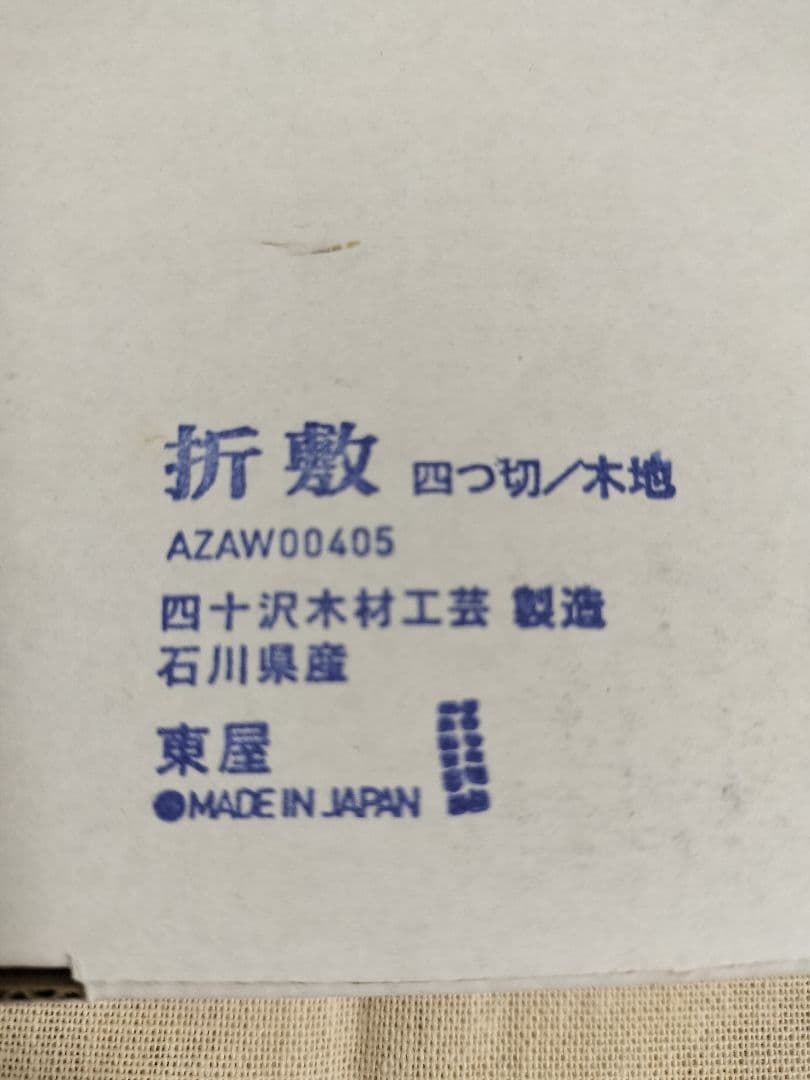 折敷 四つ切／木地
AZAW00405
四十沢木材工芸 製造
石川県産
東屋
MADE IN JAPAN